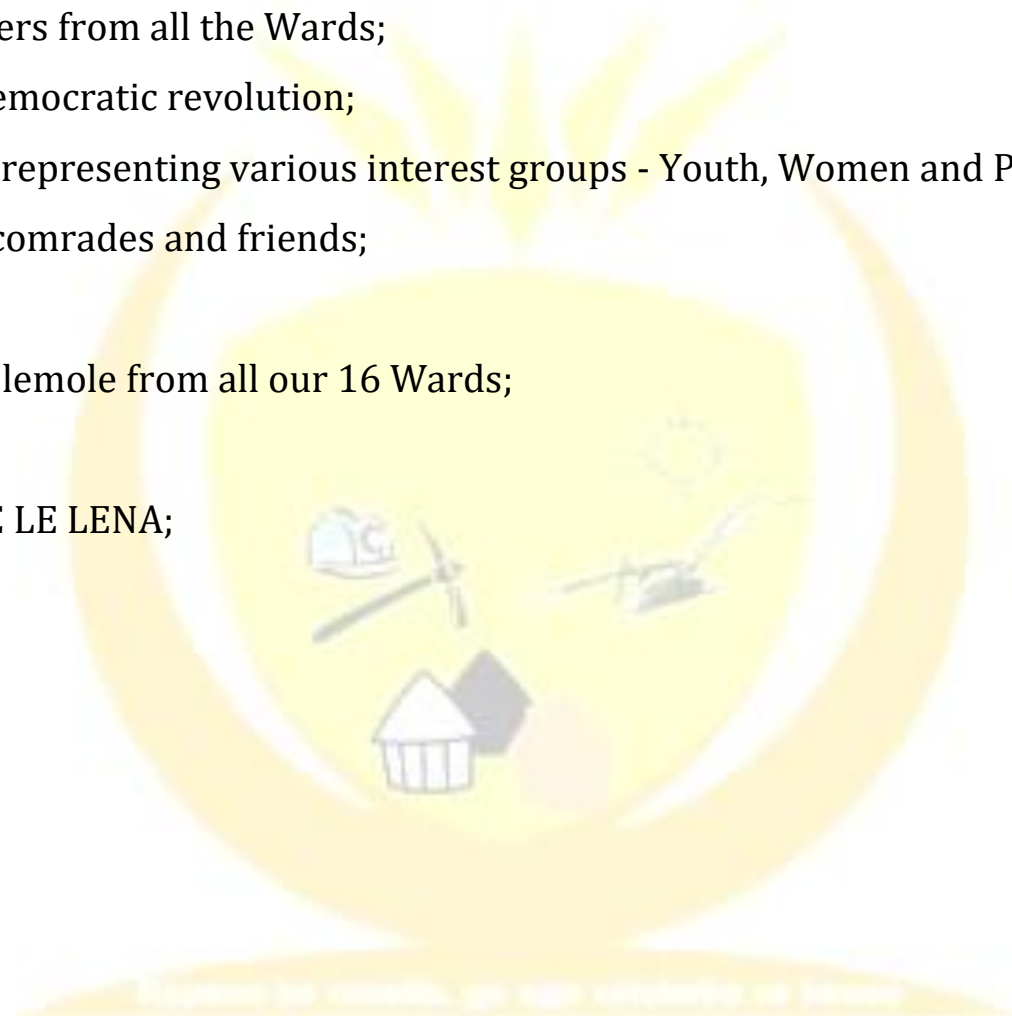 ers from all the Wards;
emocratic revolution;
representing various interest groups - Youth, Women and P
comrades and friends;
lemole from all our 16 Wards;
E LE LENA;